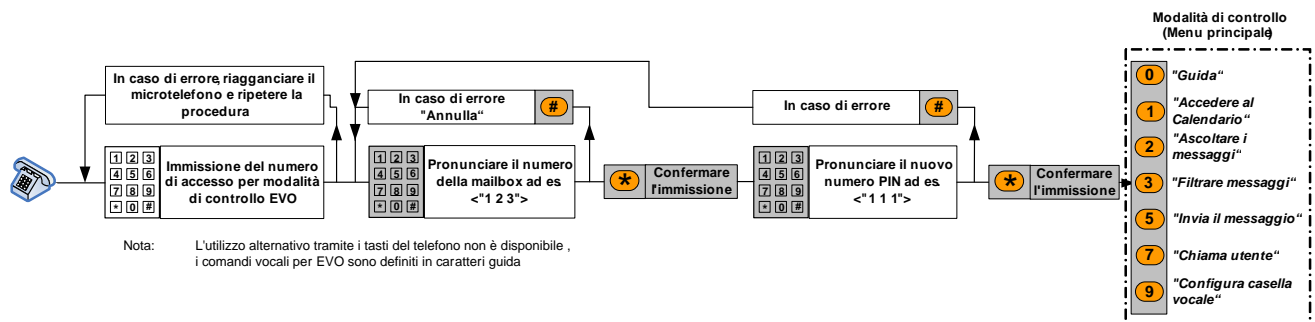 Modalità di controllo
(Menu principale)
In caso di errore, riagganciare il
microtelefono e ripetere la
procedura
In caso di errore
"Annulla“
#
In caso di errore
#
1 2 3
4 5 6
7 8 9
* 0 #
Immissione del numero
di accesso per modalità
di controllo EVO
1 2 3
4 5 6
7 8 9
* 0 #
Pronunciare il numero
della mailbox ad es.
<"1 2 3">
*
Confermare
l'immissione
1 2 3
4 5 6
7 8 9
* 0 #
Pronunciare il nuovo
numero PIN ad es.
<"1 1 1">
*
Confermare
l'immissione
0 "Guida“
1 "Accedere al
Calendario“
2 "Ascoltare i
messaggi“
3 "Filtrare messaggi“
5 "Invia il messaggio“
7 "Chiama utente“
9 "Configura casella
vocale“
Nota: L'utilizzo alternativo tramite i tasti del telefono non è disponibile ,
i comandi vocali per EVO sono definiti in caratteri guida